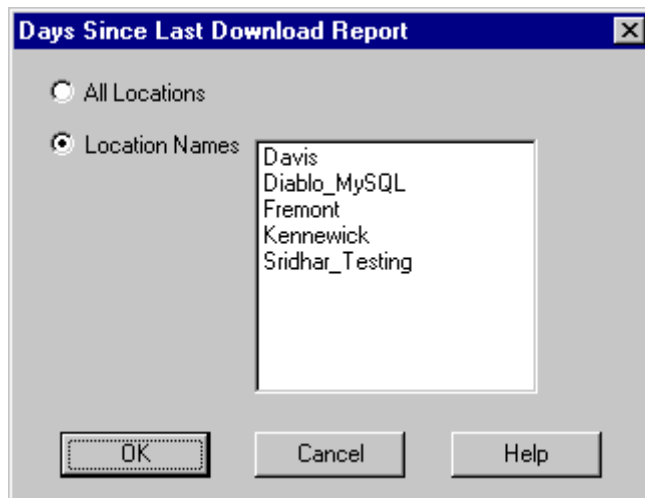 Days Since Last Download Report
All Locations
Location Names
Davis
Diablo_MySQL
Fremont
Kennewick
Sridhar_Testing
OK Cancel Help